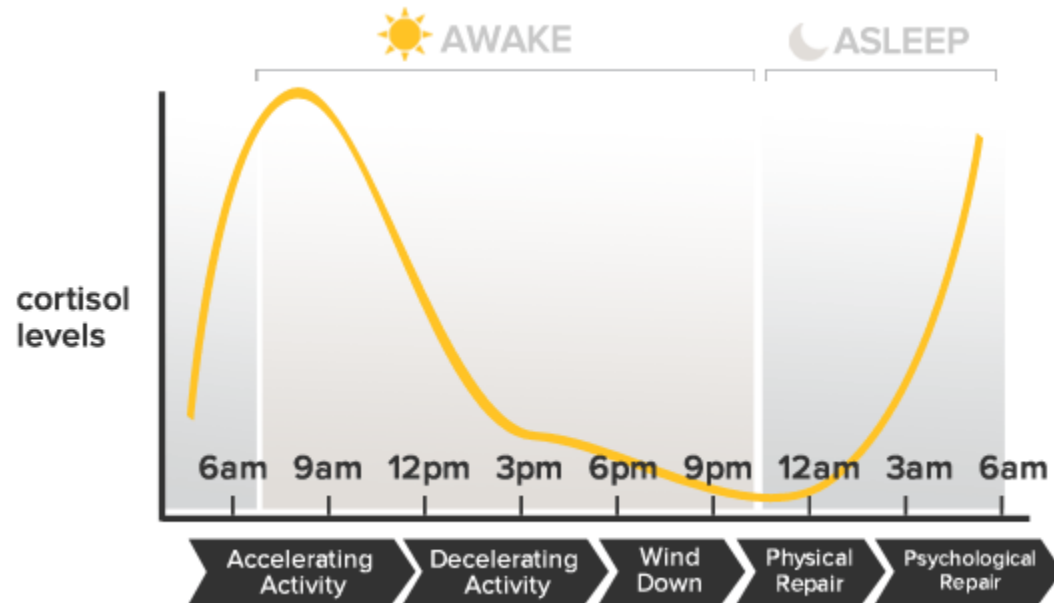 AWAKE
ASLEEP
cortisol
levels
6am 9am 12pm 3pm 6pm 9pm 12am 3am 6am
Accelerating
Activity
Decelerating
Activity
Wind
Down
Physical
Repair
Psychological
Repair